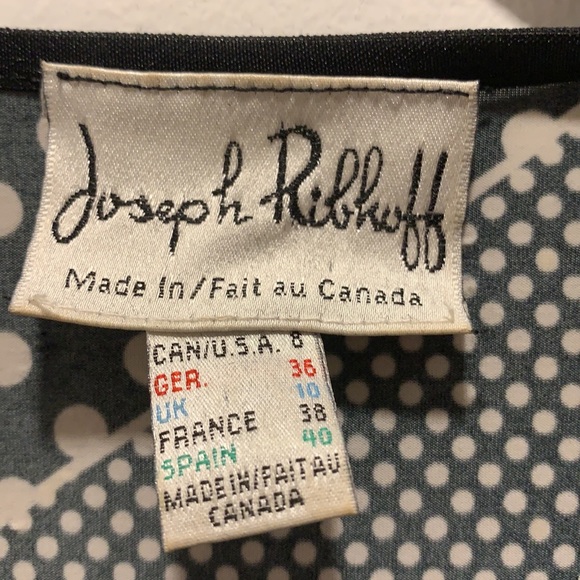 Joseph Ribkoff
Made In/Fait au Canada
CAN/U.S.A. 8
GER. 36
UK 10
FRANCE 38
SPAIN 40
MADE IN/FAIT AU
CANADA